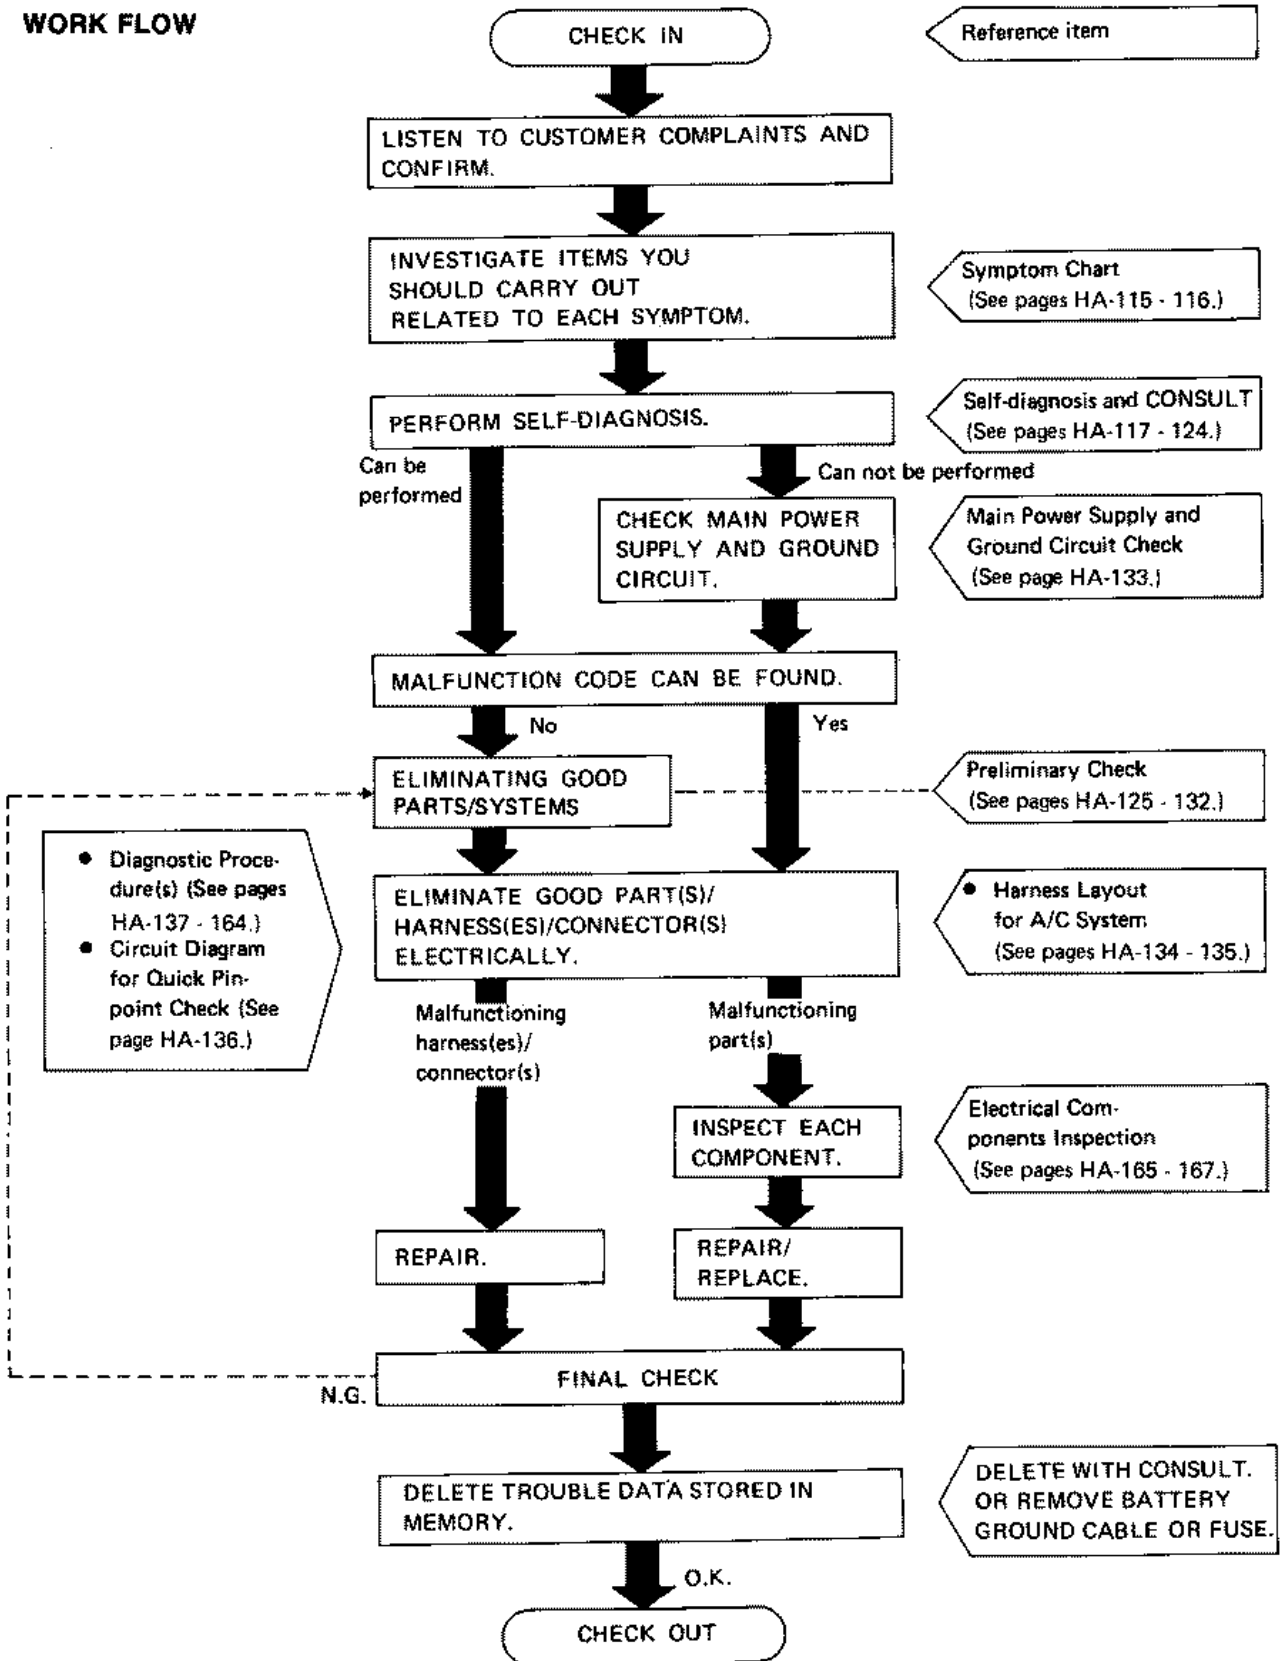 WORK FLOW
CHECK IN
Reference item
LISTEN TO CUSTOMER COMPLAINTS AND
CONFIRM.
INVESTIGATE ITEMS YOU
SHOULD CARRY OUT
RELATED TO EACH SYMPTOM.
Symptom Chart
(See pages HA-115 - 116.)
PERFORM SELF-DIAGNOSIS.
Self-diagnosis and CONSULT
(See pages HA-117 - 124.)
Can be
performed
Can not be performed
CHECK MAIN POWER
SUPPLY AND GROUND
CIRCUIT.
Main Power Supply and
Ground Circuit Check
(See page HA-133.)
MALFUNCTION CODE CAN BE FOUND.
No
Yes
ELIMINATING GOOD
PARTS/SYSTEMS
Preliminary Check
(See pages HA-125 - 132.)
● Diagnostic Proce-
dure(s) (See pages
HA-137 - 164.)
● Circuit Diagram
for Quick Pin-
point Check (See
page HA-136.)
ELIMINATE GOOD PART(S)/
HARNESS(ES)/CONNECTOR(S)
ELECTRICALLY.
● Harness Layout
for A/C System
(See pages HA-134 - 135.)
Malfunctioning
harness(es)/
connector(s)
Malfunctioning
part(s)
INSPECT EACH
COMPONENT.
Electrical Com-
ponents Inspection
(See pages HA-165 - 167.)
REPAIR.
REPAIR/
REPLACE.
FINAL CHECK
N.G.
DELETE TROUBLE DATA STORED IN
MEMORY.
DELETE WITH CONSULT.
OR REMOVE BATTERY
GROUND CABLE OR FUSE.
O.K.
CHECK OUT